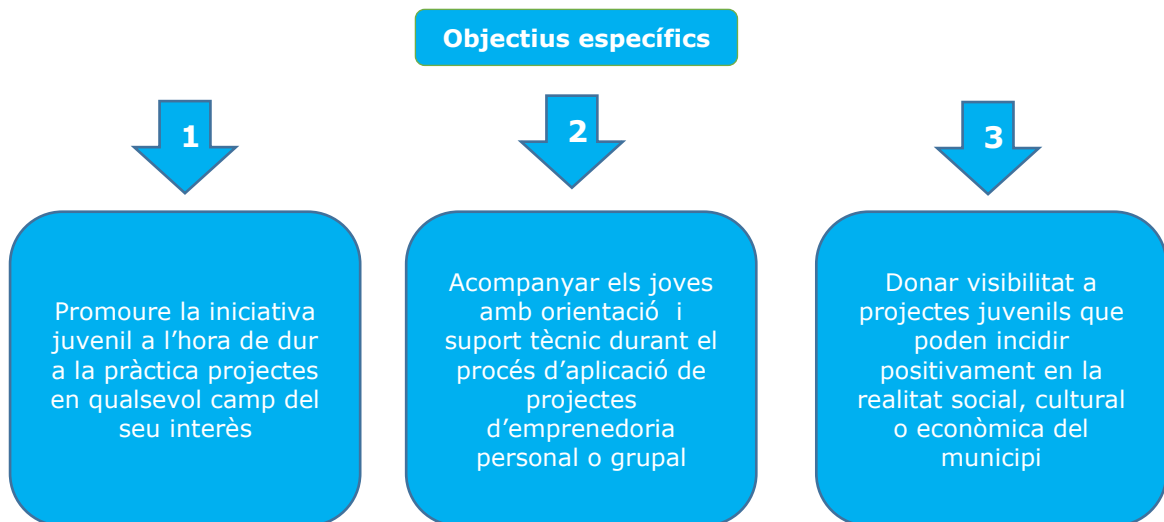 Objectius específics
1
2
3
Promoure la iniciativa
juvenil a l’hora de dur
a la pràctica projectes
en qualsevol camp del
seu interès
Acompanyar els joves
amb orientació  i
suport tècnic durant el
procés d’aplicació de
projectes
d’emprenedoria
personal o grupal
Donar visibilitat a
projectes juvenils que
poden incidir
positivament en la
realitat social, cultural
o econòmica del
municipi